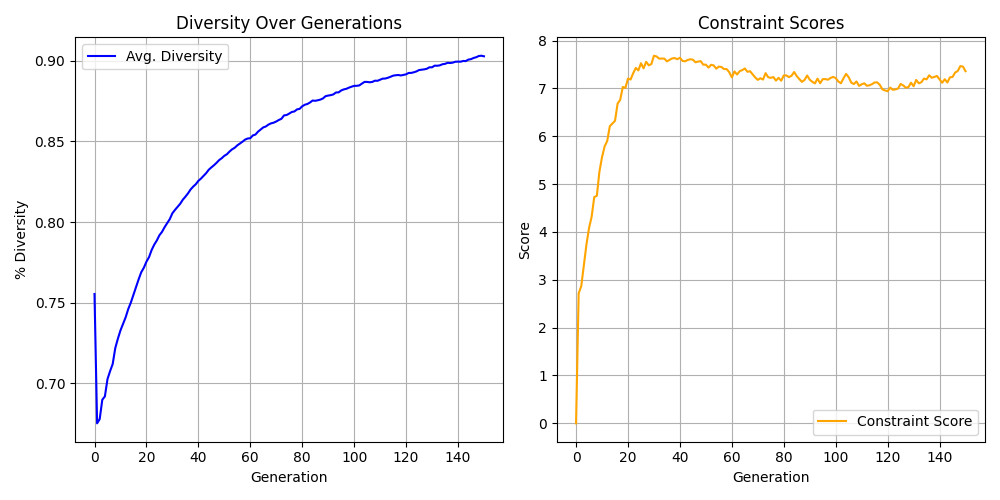 Diversity Over Generations
Avg. Diversity
% Diversity
0.90
0.85
0.80
0.75
0.70
0 20 40 60 80 100 120 140
Generation
Constraint Scores
Score
8
7
6
5
4
3
2
1
0
Constraint Score
0 20 40 60 80 100 120 140
Generation